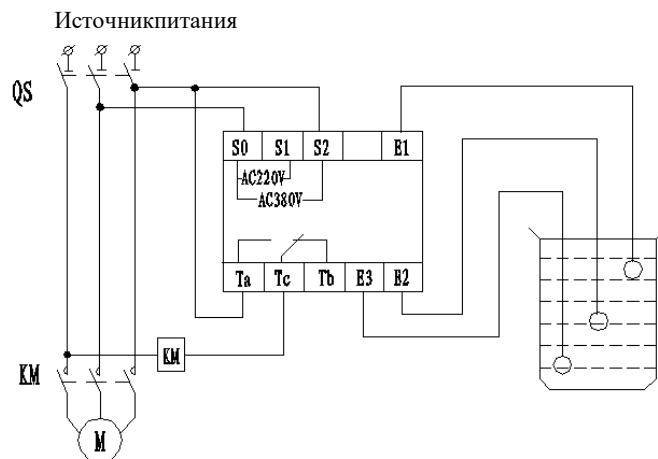 Источникпитания
QS
S0 S1 S2 E1
AC220V
AC380V
Ta Tc Tb E3 E2
KM
KM
M